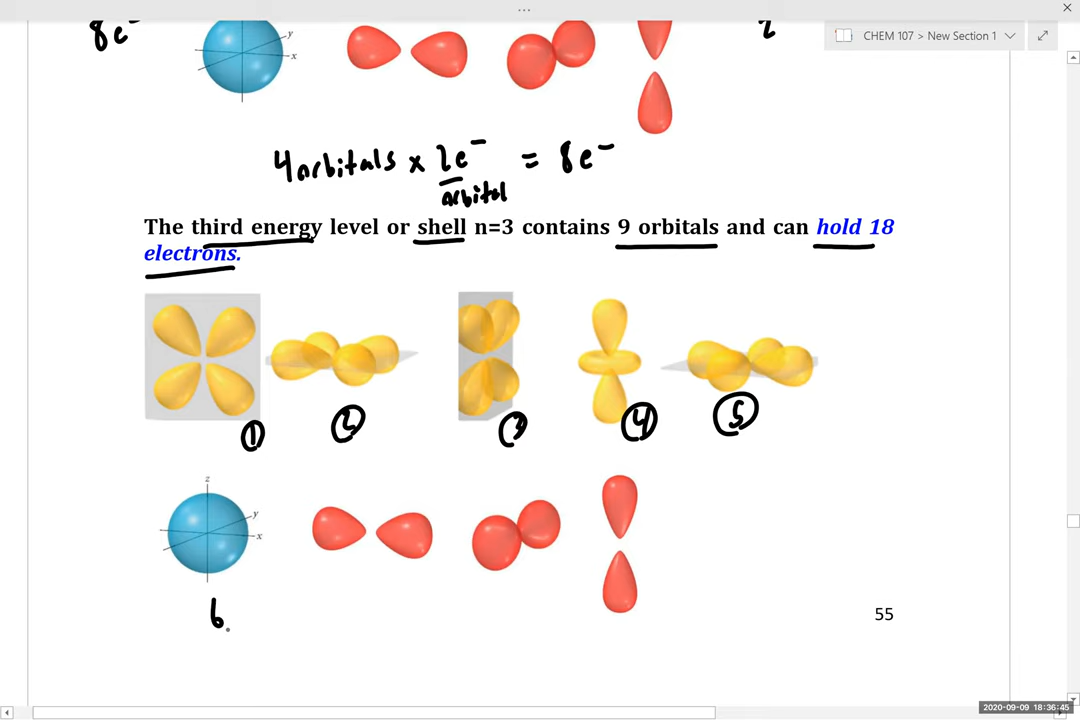 ...
8e⁻
2
CHEM 107 > New Section 1
y
x
4 orbitals × 2e⁻ = 8e⁻
orbital
The third energy level or shell n=3 contains 9 orbitals and can hold 18
electrons.
1
2
3
4
5
z
y
x
6
55
2020-09-09 18:36:45